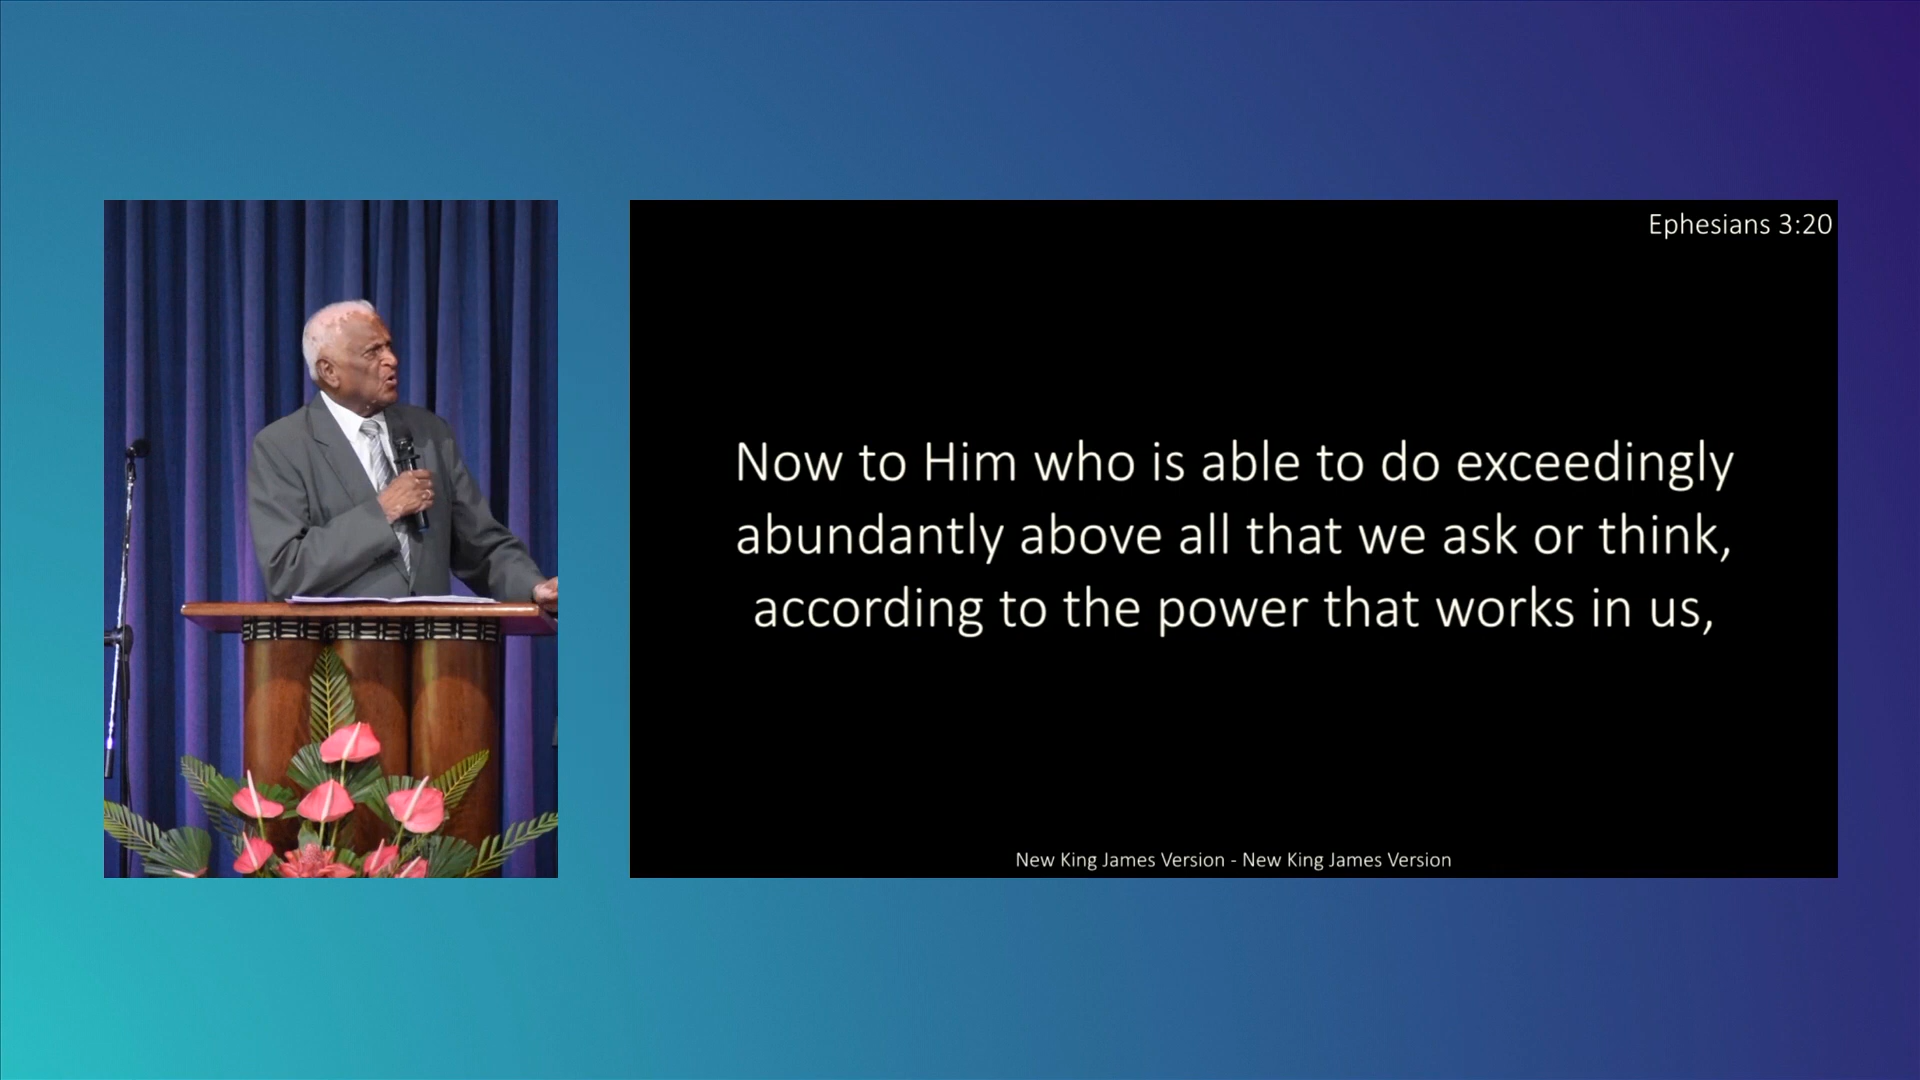 Ephesians 3:20
Now to Him who is able to do exceedingly
abundantly above all that we ask or think,
according to the power that works in us,
New King James Version - New King James Version